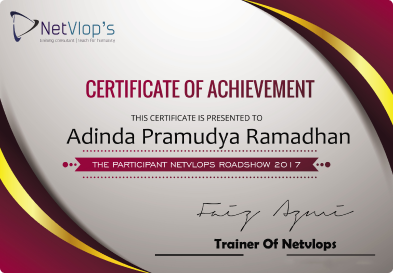 NetVlop's
training consultant | teach for humanity
CERTIFICATE OF ACHIEVEMENT
THIS CERTIFICATE IS PRESENTED TO
Adinda Pramudya Ramadhan
THE PARTICIPANT NETVLOPS ROADSHOW 2017
Faiz Azmi
Trainer Of Netvlops